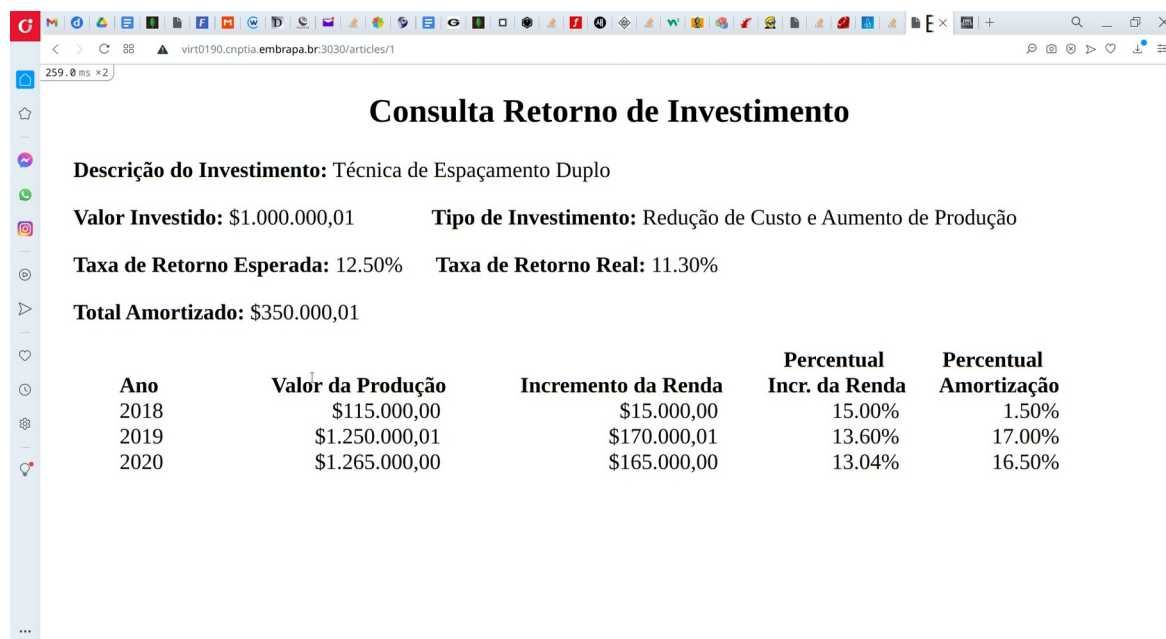 virt0190.cnptia.embrapa.br:3030/articles/1
259.0 ms ×2
Consulta Retorno de Investimento
Descrição do Investimento: Técnica de Espaçamento Duplo
Valor Investido: $1.000.000,01 Tipo de Investimento: Redução de Custo e Aumento de Produção
Taxa de Retorno Esperada: 12.50% Taxa de Retorno Real: 11.30%
Total Amortizado: $350.000,01
Percentual Percentual
Ano Valor da Produção Incremento da Renda Incr. da Renda Amortização
2018 $115.000,00 $15.000,00 15.00% 1.50%
2019 $1.250.000,01 $170.000,01 13.60% 17.00%
2020 $1.265.000,00 $165.000,00 13.04% 16.50%